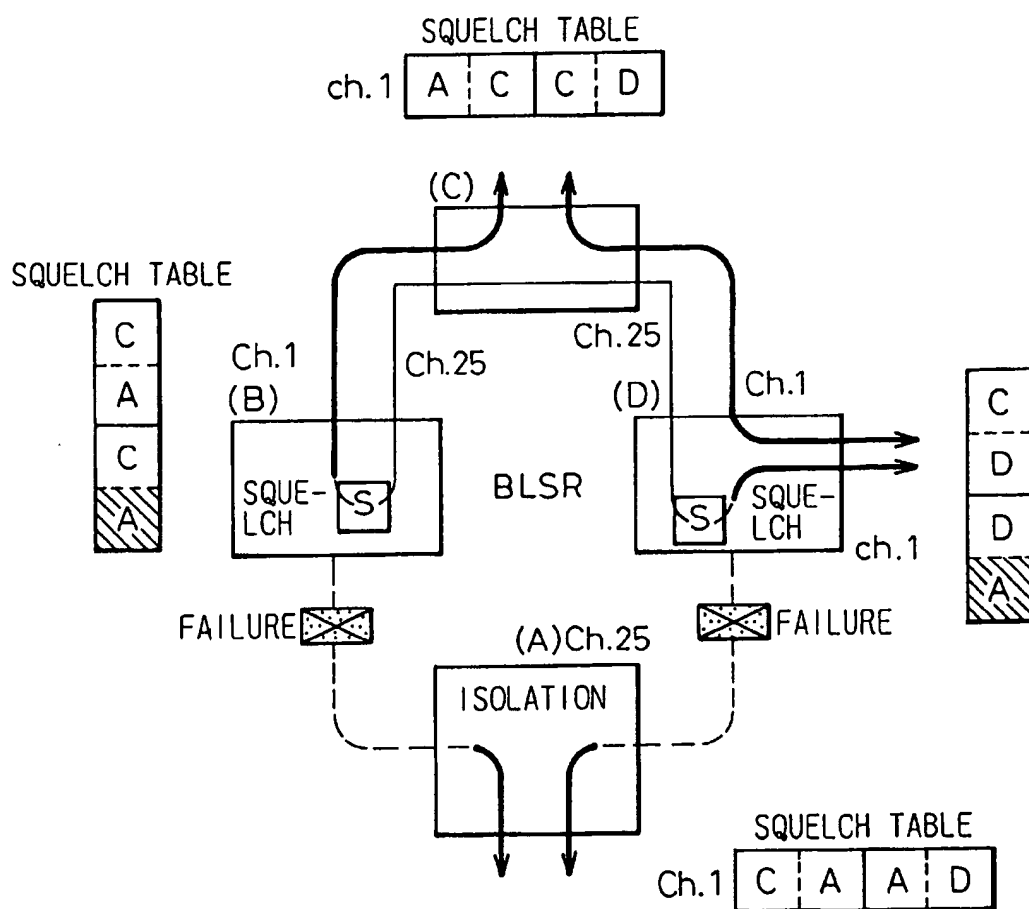 SQUELCH TABLE
ch.1 A C C D
(C)
SQUELCH TABLE
C
A
C
A
Ch.1
Ch.25
Ch.25
Ch.1
(B)
(D)
C
D
D
A
SQUE-
LCH
S
BLSR
S
SQUE-
LCH
ch.1
FAILURE
FAILURE
(A) Ch.25
ISOLATION
SQUELCH TABLE
Ch.1 C A A D